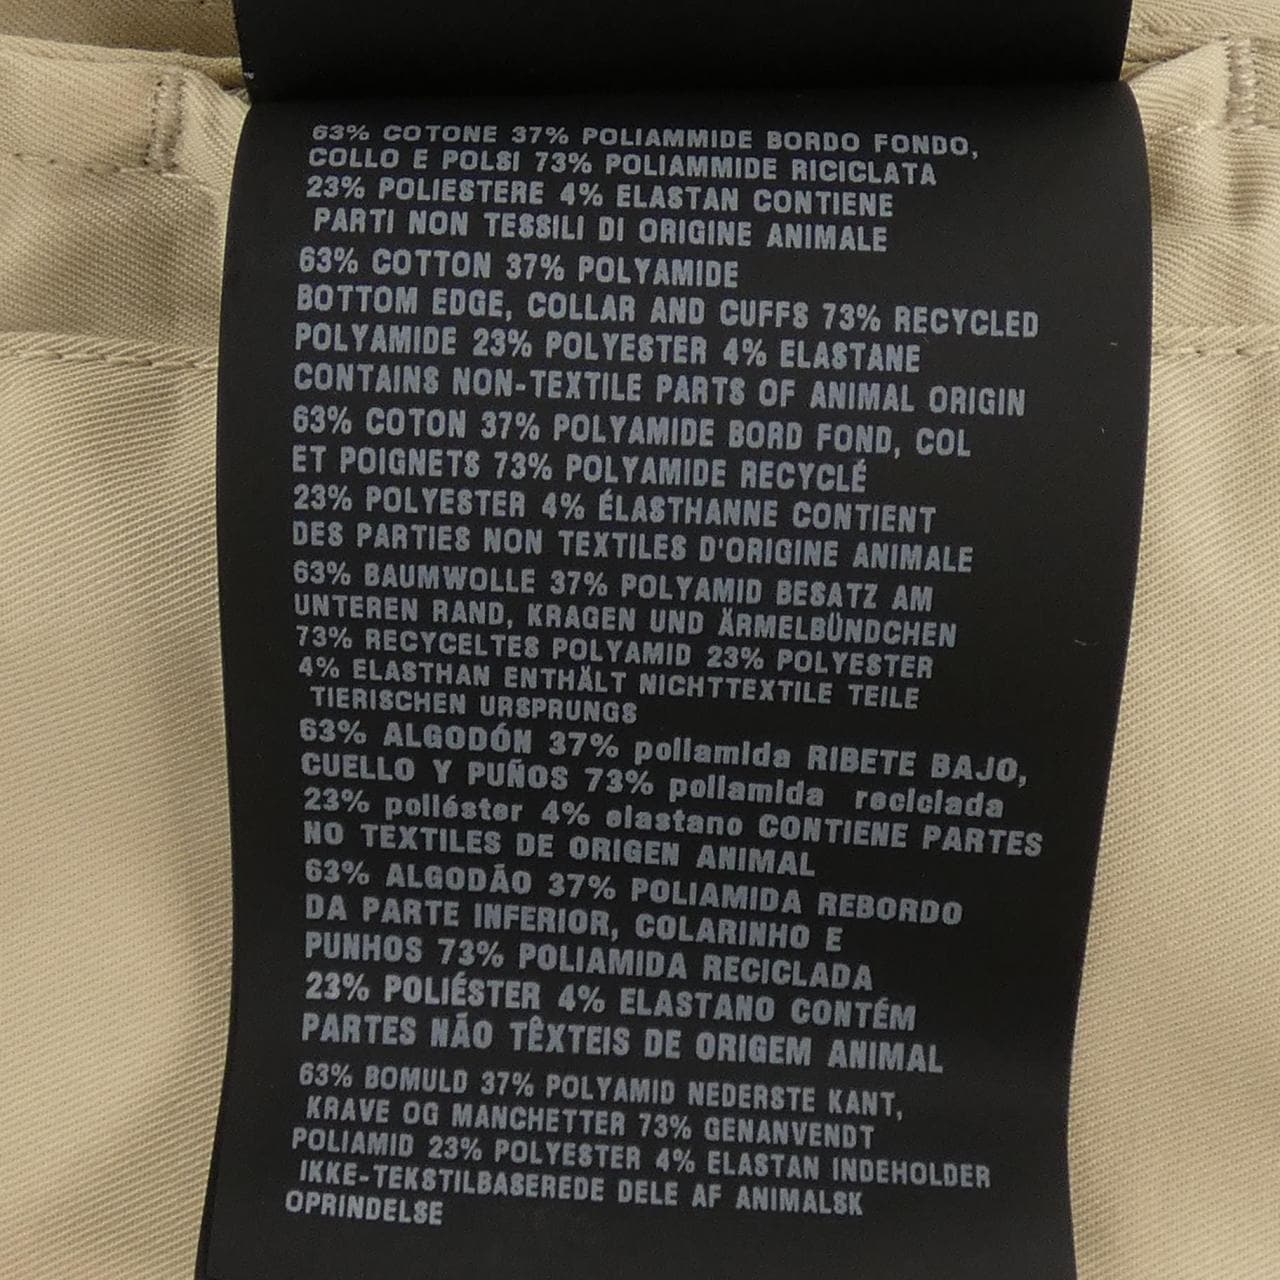 63% COTONE 37% POLIAMMIDE BORDO FONDO,
COLLO E POLSI 73% POLIAMMIDE RICICLATA
23% POLIESTERE 4% ELASTAN CONTIENE
PARTI NON TESSILI DI ORIGINE ANIMALE
63% COTTON 37% POLYAMIDE
BOTTOM EDGE, COLLAR AND CUFFS 73% RECYCLED
POLYAMIDE 23% POLYESTER 4% ELASTANE
CONTAINS NON-TEXTILE PARTS OF ANIMAL ORIGIN
63% COTON 37% POLYAMIDE BORD FOND, COL
ET POIGNETS 73% POLYAMIDE RECYCLÉ
23% POLYESTER 4% ÉLASTHANNE CONTIENT
DES PARTIES NON TEXTILES D'ORIGINE ANIMALE
63% BAUMWOLLE 37% POLYAMID BESATZ AM
UNTEREN RAND, KRAGEN UND ÄRMELBÜNDCHEN
73% RECYCELTES POLYAMID 23% POLYESTER
4% ELASTHAN ENTHÄLT NICHTTEXTILE TEILE
TIERISCHEN URSPRUNGS
63% ALGODÓN 37% poliamida RIBETE BAJO,
CUELLO Y PUÑOS 73% poliamida reciclada
23% poliéster 4% elastano CONTIENE PARTES
NO TEXTILES DE ORIGEN ANIMAL
63% ALGODÃO 37% POLIAMIDA REBORDO
DA PARTE INFERIOR, COLARINHO E
PUNHOS 73% POLIAMIDA RECICLADA
23% POLIÉSTER 4% ELASTANO CONTÉM
PARTES NÃO TÊXTEIS DE ORIGEM ANIMAL
63% BOMULD 37% POLYAMID NEDERSTE KANT,
KRAVE OG MANCHETTER 73% GENANVENDT
POLIAMID 23% POLYESTER 4% ELASTAN INDEHOLDER
IKKE-TEKSTILBASEREDE DELE AF ANIMALSK
OPRINDELSE